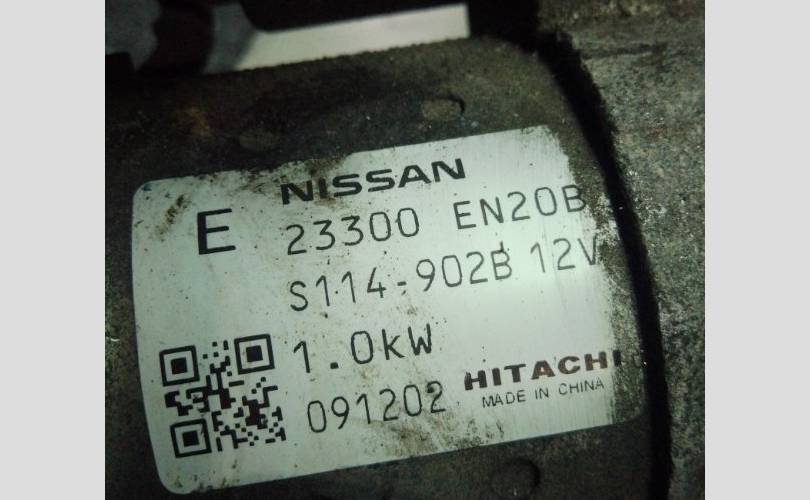 NISSAN
E 23300 EN20B
S114-902B 12V
1.0kW
091202 HITACHI
MADE IN CHINA